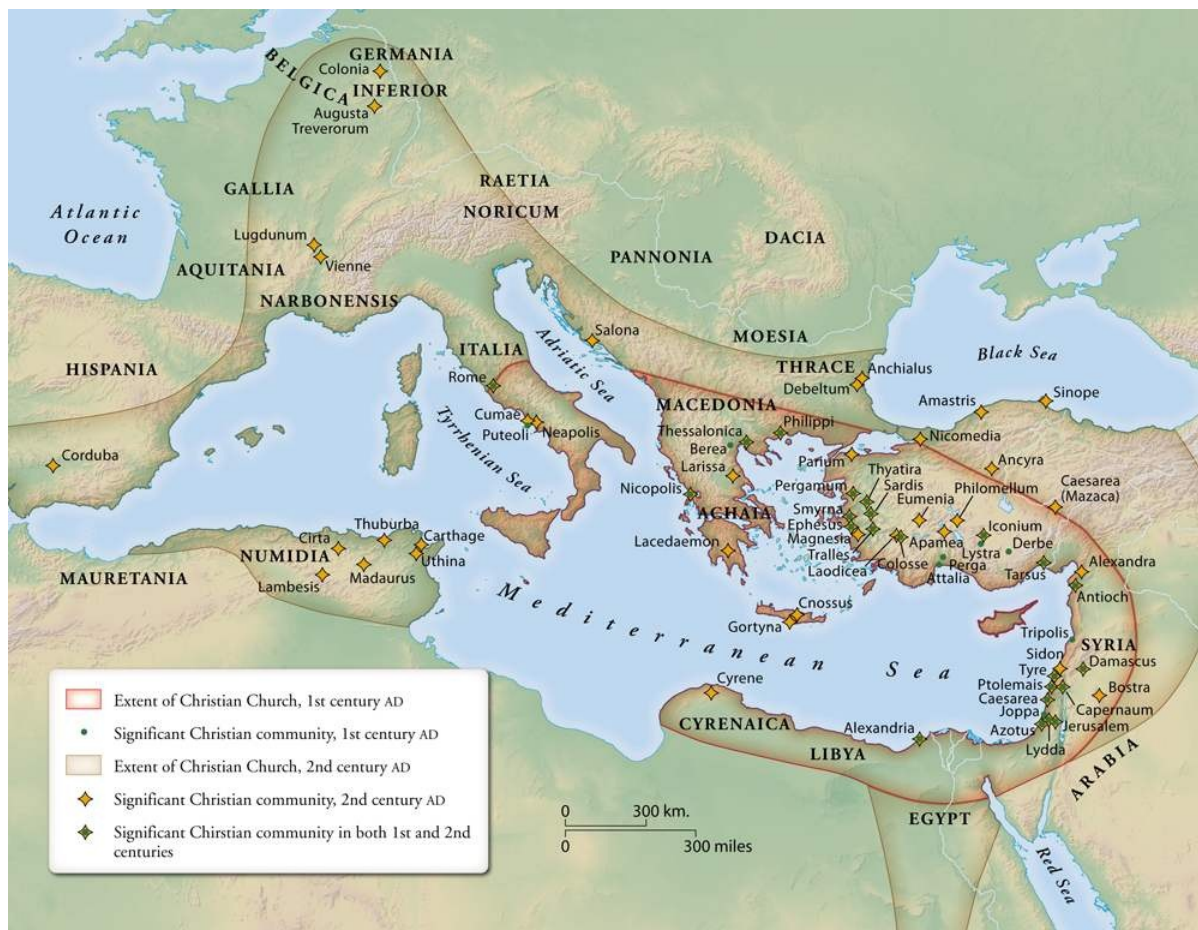 GERMANIA
INFERIOR
BELGICA
Colonia
Augusta
Treverorum
GALLIA
RAETIA
NORICUM
Atlantic
Ocean
Lugdunum
Vienne
AQUITANIA
NARBONENSIS
PANNONIA
DACIA
HISPANIA
Corduba
ITALIA
Rome
Adriatic Sea
Salona
MOESIA
THRACE
Anchialus
Debeltum
Black Sea
Cumae
Puteoli
Neapolis
Tyrrhenian Sea
MACEDONIA
Thessalonica
Philippi
Berea
Larissa
Nicopolis
ACHAIA
Lacedaemon
Amastris
Sinope
Nicomedia
Parium
Ancyra
Thyatira
Sardis
Pergamum
Eumenia
Philomellum
Caesarea
(Mazaca)
Smyrna
Ephesus
Magnesia
Tralles
Laodicea
Colosse
Apamea
Iconium
Lystra
Derbe
Perga
Attalia
Tarsus
Alexandra
Antioch
Thuburba
Cirta
Carthage
Uthina
NUMIDIA
MAURETANIA
Madaurus
Lambesis
Mediterranean Sea
Cnossus
Gortyna
Cyrene
CYRENAICA
LIBYA
Alexandria
EGYPT
Tripolis
SYRIA
Sidon
Tyre
Damascus
Ptolemais
Bostra
Caesarea
Capernaum
Joppa
Jerusalem
Azotus
Lydda
ARABIA
Red Sea
Extent of Christian Church, 1st century AD
Significant Christian community, 1st century AD
Extent of Christian Church, 2nd century AD
Significant Christian community, 2nd century AD
Significant Chirstian community in both 1st and 2nd
centuries
0 300 km.
0 300 miles